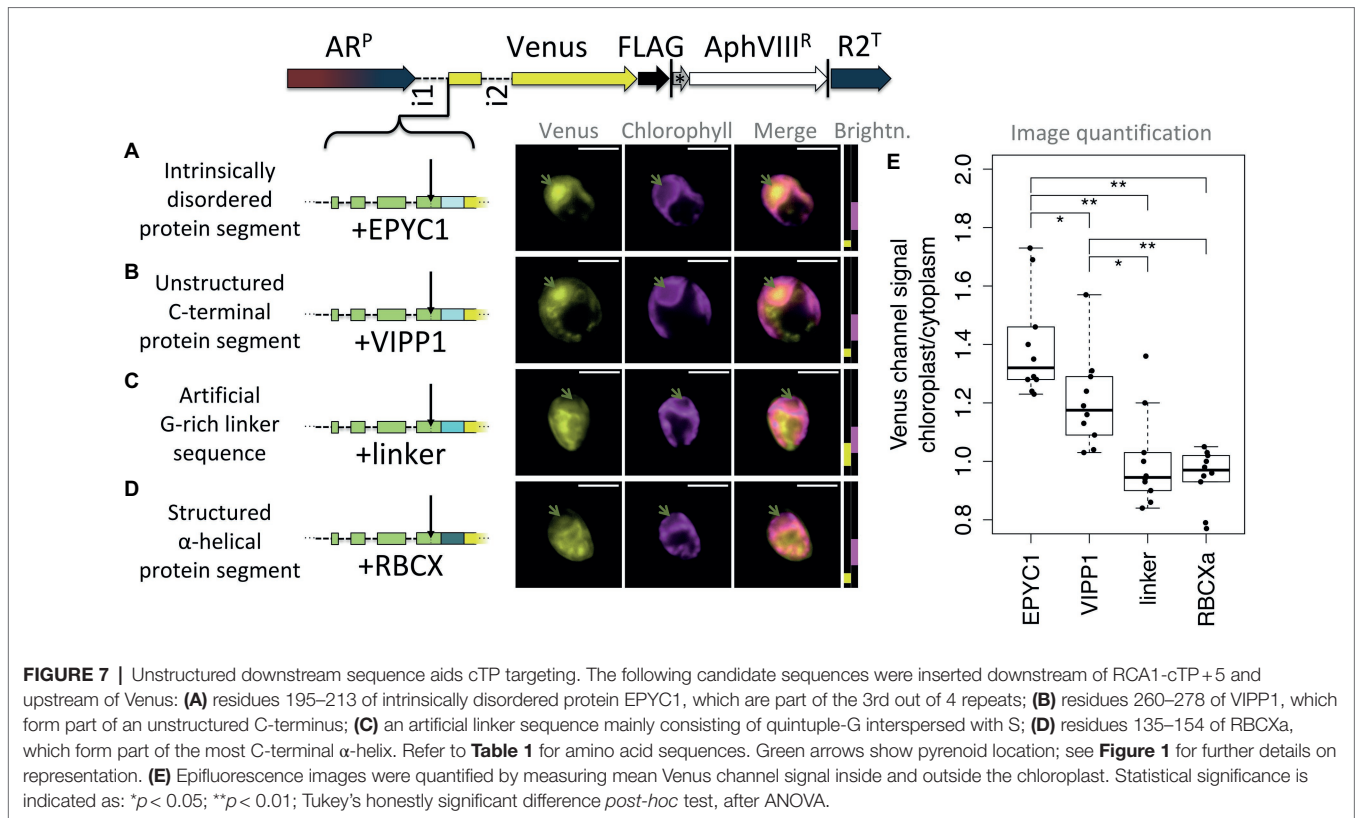 ARᴾ Venus FLAG AphVIIIᴿ R2ᵀ
i1 i2 *
Venus Chlorophyll Merge Brightn.
A
Intrinsically
disordered
protein segment
+EPYC1
B
Unstructured
C-terminal
protein segment
+VIPP1
C
Artificial
G-rich linker
sequence
+linker
D
Structured
α-helical
protein segment
+RBCX
E
Image quantification
Venus channel signal
chloroplast/cytoplasm
2.0
1.8
1.6
1.4
1.2
1.0
0.8
**
**
*
**
*
EPYC1
VIPP1
linker
RBCXa
FIGURE 7 | Unstructured downstream sequence aids cTP targeting. The following candidate sequences were inserted downstream of RCA1-cTP+5 and
upstream of Venus: (A) residues 195–213 of intrinsically disordered protein EPYC1, which are part of the 3rd out of 4 repeats; (B) residues 260–278 of VIPP1, which
form part of an unstructured C-terminus; (C) an artificial linker sequence mainly consisting of quintuple-G interspersed with S; (D) residues 135–154 of RBCXa,
which form part of the most C-terminal α-helix. Refer to Table 1 for amino acid sequences. Green arrows show pyrenoid location; see Figure 1 for further details on
representation. (E) Epifluorescence images were quantified by measuring mean Venus channel signal inside and outside the chloroplast. Statistical significance is
indicated as: *p < 0.05; **p < 0.01; Tukey's honestly significant difference post-hoc test, after ANOVA.